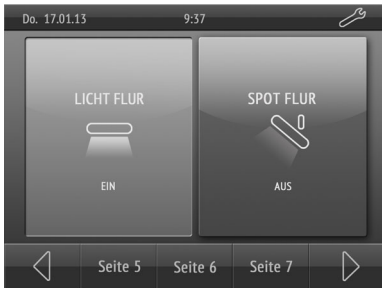 Do. 17.01.13 9:37
LICHT FLUR SPOT FLUR
EIN AUS
Seite 5 Seite 6 Seite 7